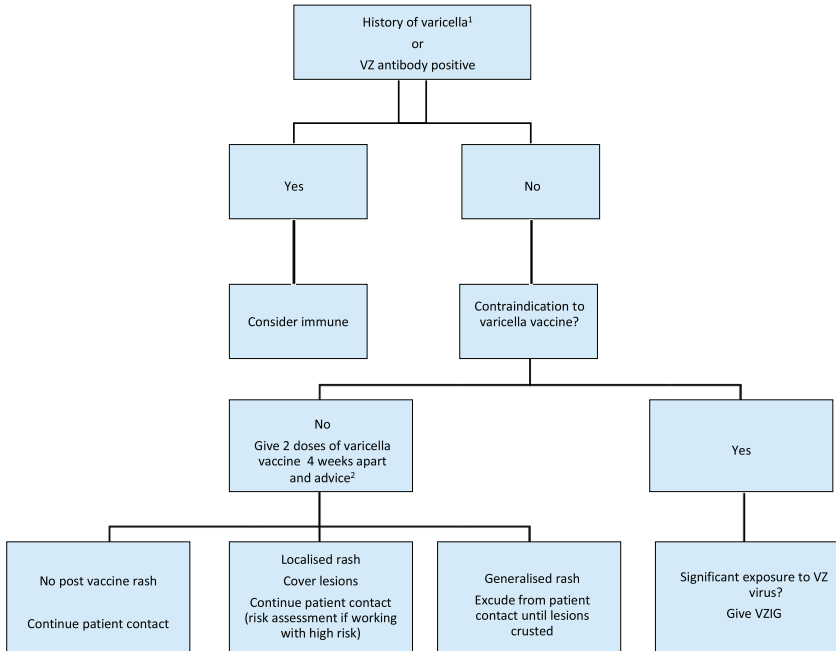 History of varicella¹
or
VZ antibody positive
Yes
No
Consider immune
Contraindication to
varicella vaccine?
No
Give 2 doses of varicella
vaccine 4 weeks apart
and advice²
Yes
No post vaccine rash
Continue patient contact
Localised rash
Cover lesions
Continue patient contact
(risk assessment if working
with high risk)
Generalised rash
Excude from patient
contact until lesions
crusted
Significant exposure to VZ
virus?
Give VZIG